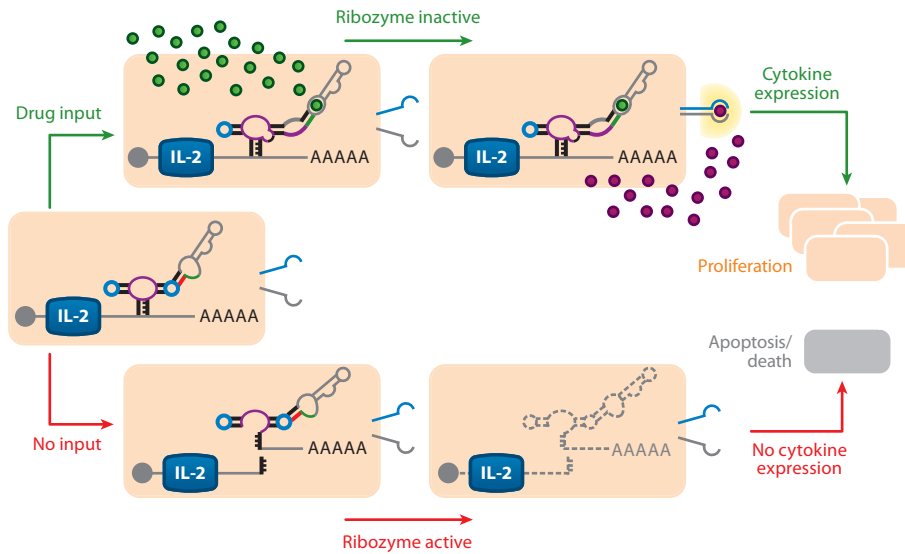 Ribozyme inactive
Drug input
IL-2
AAAAA
IL-2
AAAAA
Cytokine
expression
Proliferation
IL-2
AAAAA
Apoptosis/
death
No input
IL-2
AAAAA
IL-2
AAAAA
No cytokine
expression
Ribozyme active